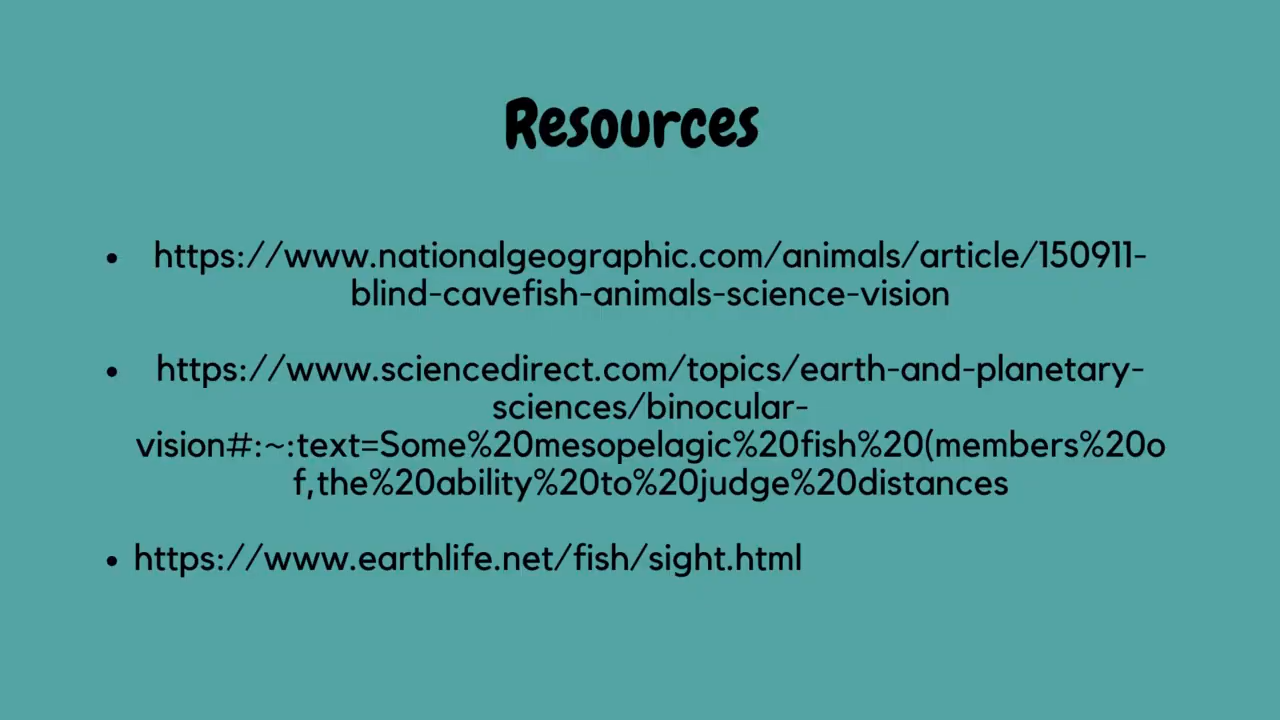 Resources
• https://www.nationalgeographic.com/animals/article/150911-
blind-cavefish-animals-science-vision
• https://www.sciencedirect.com/topics/earth-and-planetary-
sciences/binocular-
vision#:~:text=Some%20mesopelagic%20fish%20(members%20o
f,the%20ability%20to%20judge%20distances
• https://www.earthlife.net/fish/sight.html